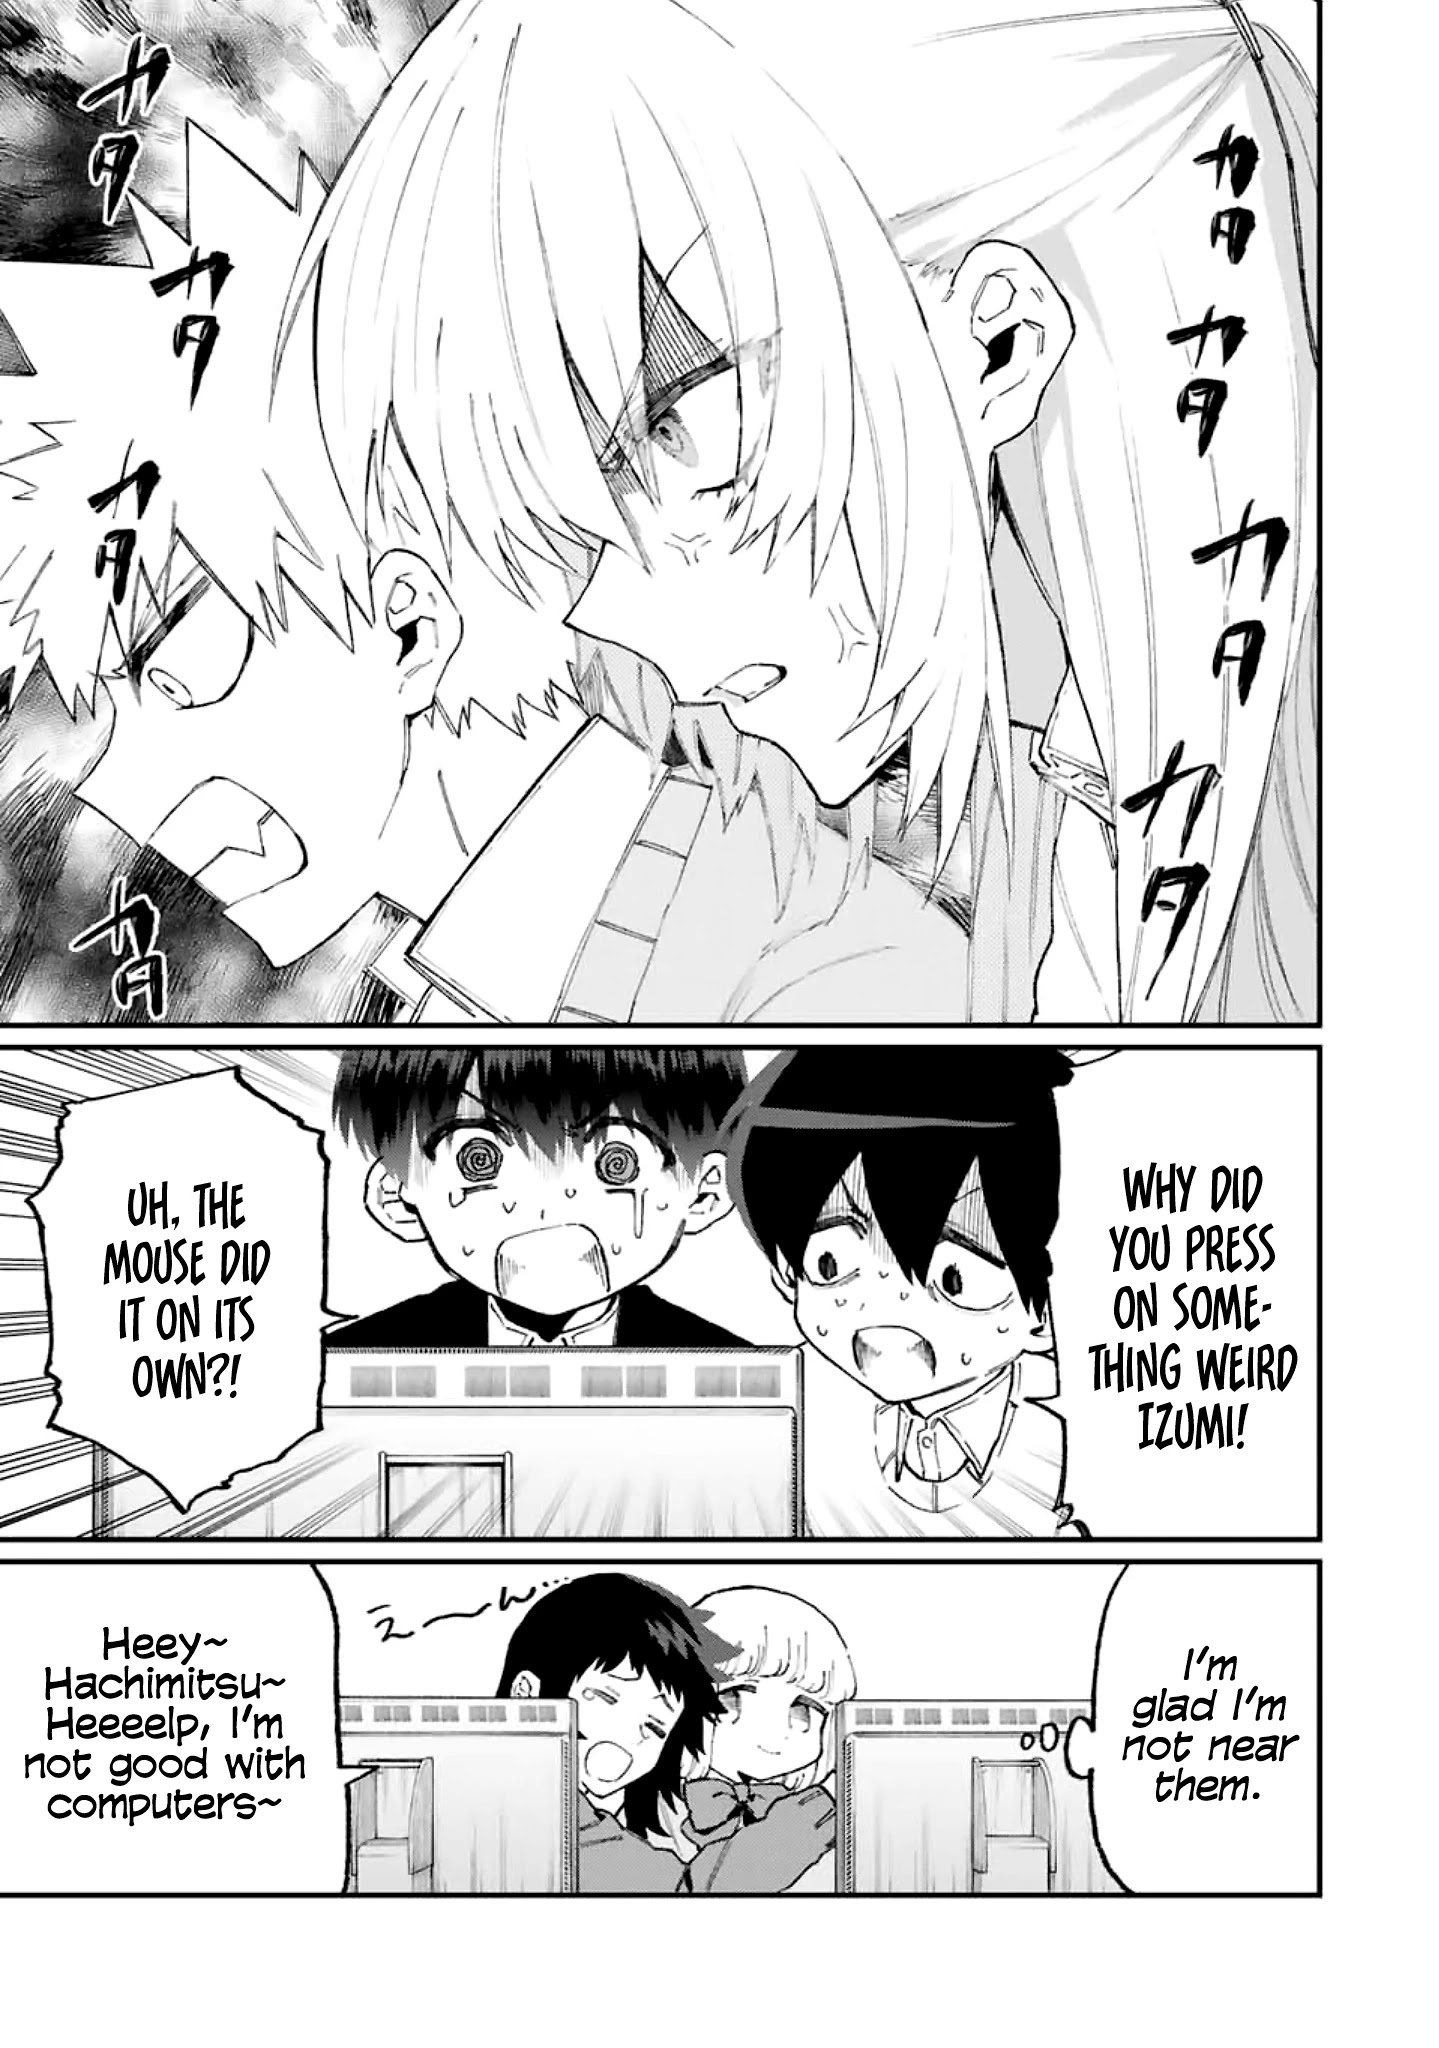 カタ
カタ
カタ
カタ
カタ
カタ
カタ
カタ
WHY DID
YOU PRESS
ON SOME-
THING WEIRD
IZUMI!
UH, THE
MOUSE DID
IT ON ITS
OWN?!
I'm
glad I'm
not near
them.
えーーん…
Heey~
Hachimitsu~
Heeeelp, I'm
not good with
computers~